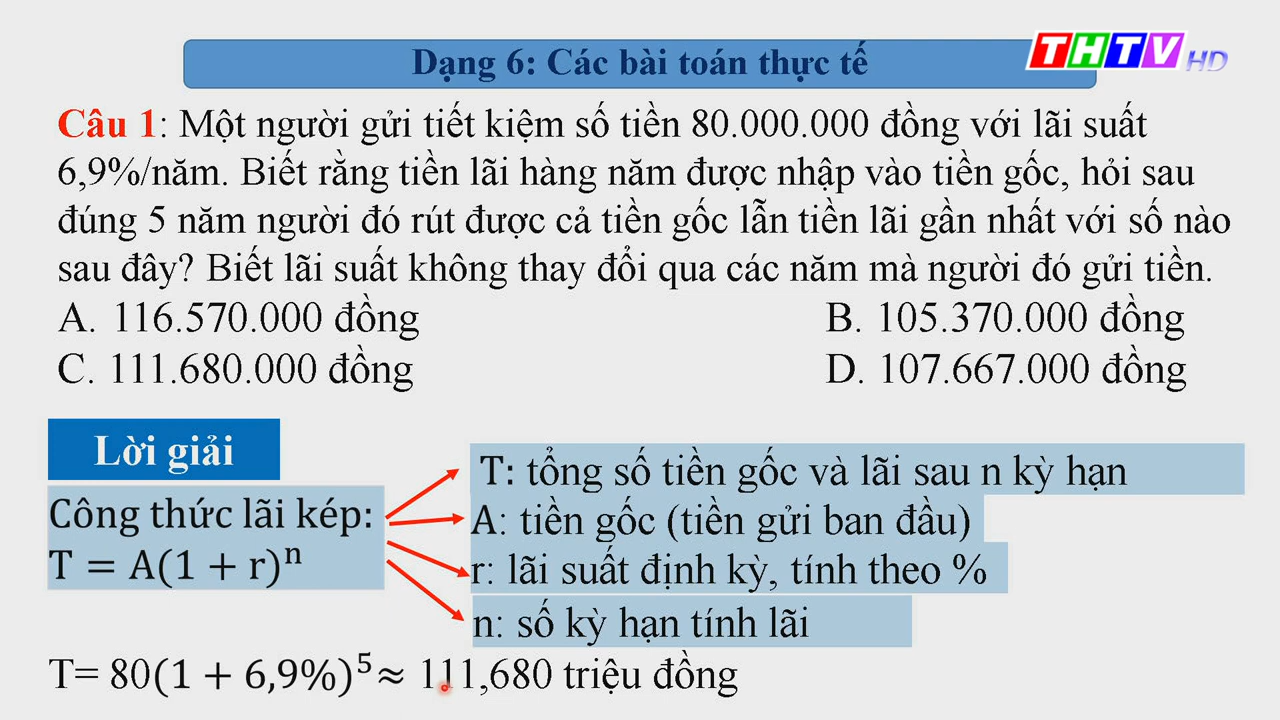 THTV HD
Dạng 6: Các bài toán thực tế
Câu 1: Một người gửi tiết kiệm số tiền 80.000.000 đồng với lãi suất
6,9%/năm. Biết rằng tiền lãi hàng năm được nhập vào tiền gốc, hỏi sau
đúng 5 năm người đó rút được cả tiền gốc lẫn tiền lãi gần nhất với số nào
sau đây? Biết lãi suất không thay đổi qua các năm mà người đó gửi tiền.
A. 116.570.000 đồng B. 105.370.000 đồng
C. 111.680.000 đồng D. 107.667.000 đồng
Lời giải
Công thức lãi kép:
T = A(1 + r)ⁿ
T: tổng số tiền gốc và lãi sau n kỳ hạn
A: tiền gốc (tiền gửi ban đầu)
r: lãi suất định kỳ, tính theo %
n: số kỳ hạn tính lãi
T= 80(1 + 6,9%)⁵≈ 111,680 triệu đồng